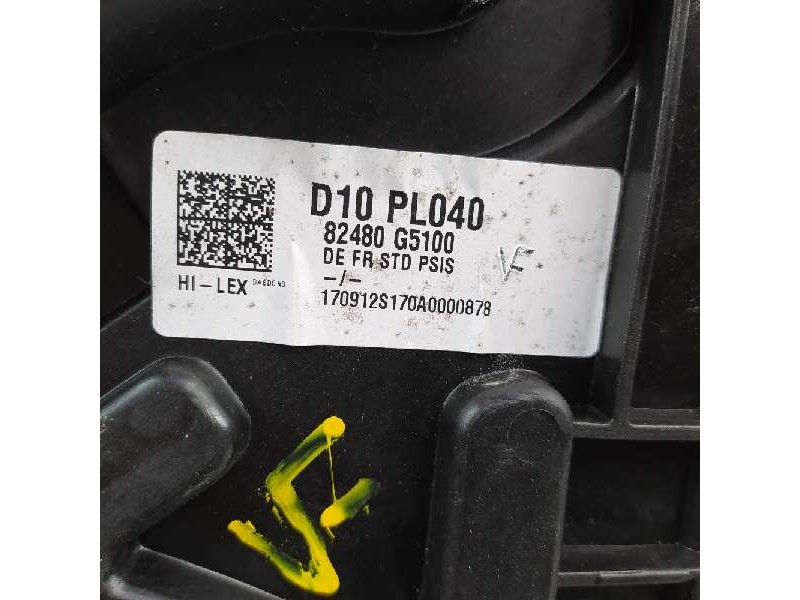 D10 PL040
82480 G5100
DE FR STD PSIS
-/-
HI-LEX
170912S170A0000878